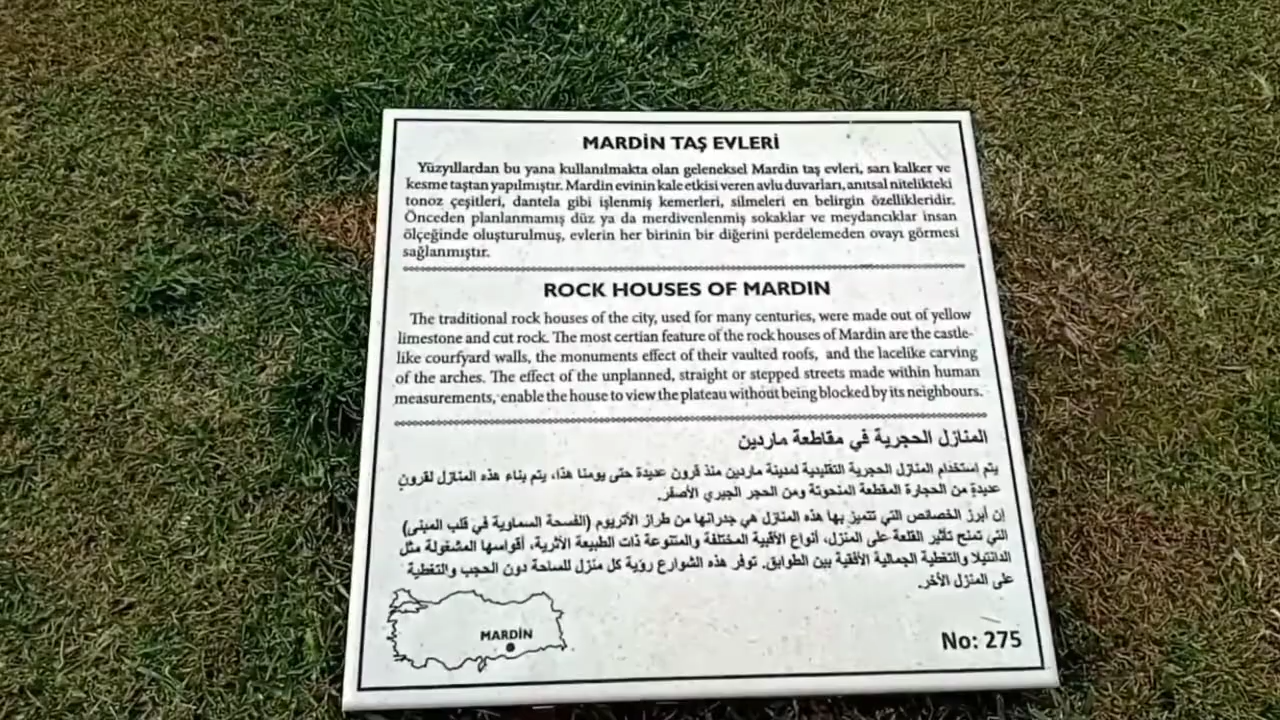 MARDİN TAŞ EVLERİ
Yüzyıllardan bu yana kullanılmakta olan geleneksel Mardin taş evleri, sarı kalker ve
kesme taştan yapılmıştır. Mardin evinin kale etkisi veren avlu duvarları, anıtsal nitelikteki
tonoz çeşitleri, dantela gibi işlenmiş kemerleri, silmeleri en belirgin özellikleridir.
Önceden planlanmamış düz ya da merdivenlenmiş sokaklar ve meydancıklar insan
ölçeğinde oluşturulmuş, evlerin her birinin bir diğerini perdelemeden ovayı görmesi
sağlanmıştır.
ROCK HOUSES OF MARDIN
The traditional rock houses of the city, used for many centuries, were made out of yellow
limestone and cut rock. The most certian feature of the rock houses of Mardin are the castle-
like courfyard walls, the monuments effect of their vaulted roofs, and the lacelike carving
of the arches. The effect of the unplanned, straight or stepped streets made within human
measurements, enable the house to view the plateau without being blocked by its neighbours.
المنازل الحجرية في مقاطعة ماردين
يتم استخدام المنازل الحجرية التقليدية لمدينة ماردين منذ قرون عديدة حتى يومنا هذا، يتم بناء هذه المنازل لقرونٍ
عديدةٍ من الحجارة المقطعة المنحوتة ومن الحجر الجيري الأصفر.
إن أبرز الخصائص التي تتميز بها هذه المنازل هي جدرانها من طراز الأتريوم (الفسحة السماوية في قلب المبنى)
التي تمنح تأثير القلعة على المنزل، أنواع الأقبية المختلفة والمتنوعة ذات الطبيعة الأثرية، أقواسها المشغولة مثل
الدانتيلا والتغطية الجمالية الأفقية بين الطوابق. توفر هذه الشوارع رؤية كل منزل للساحة دون الحجب والتغطية
على المنزل الآخر.
MARDİN
No: 275